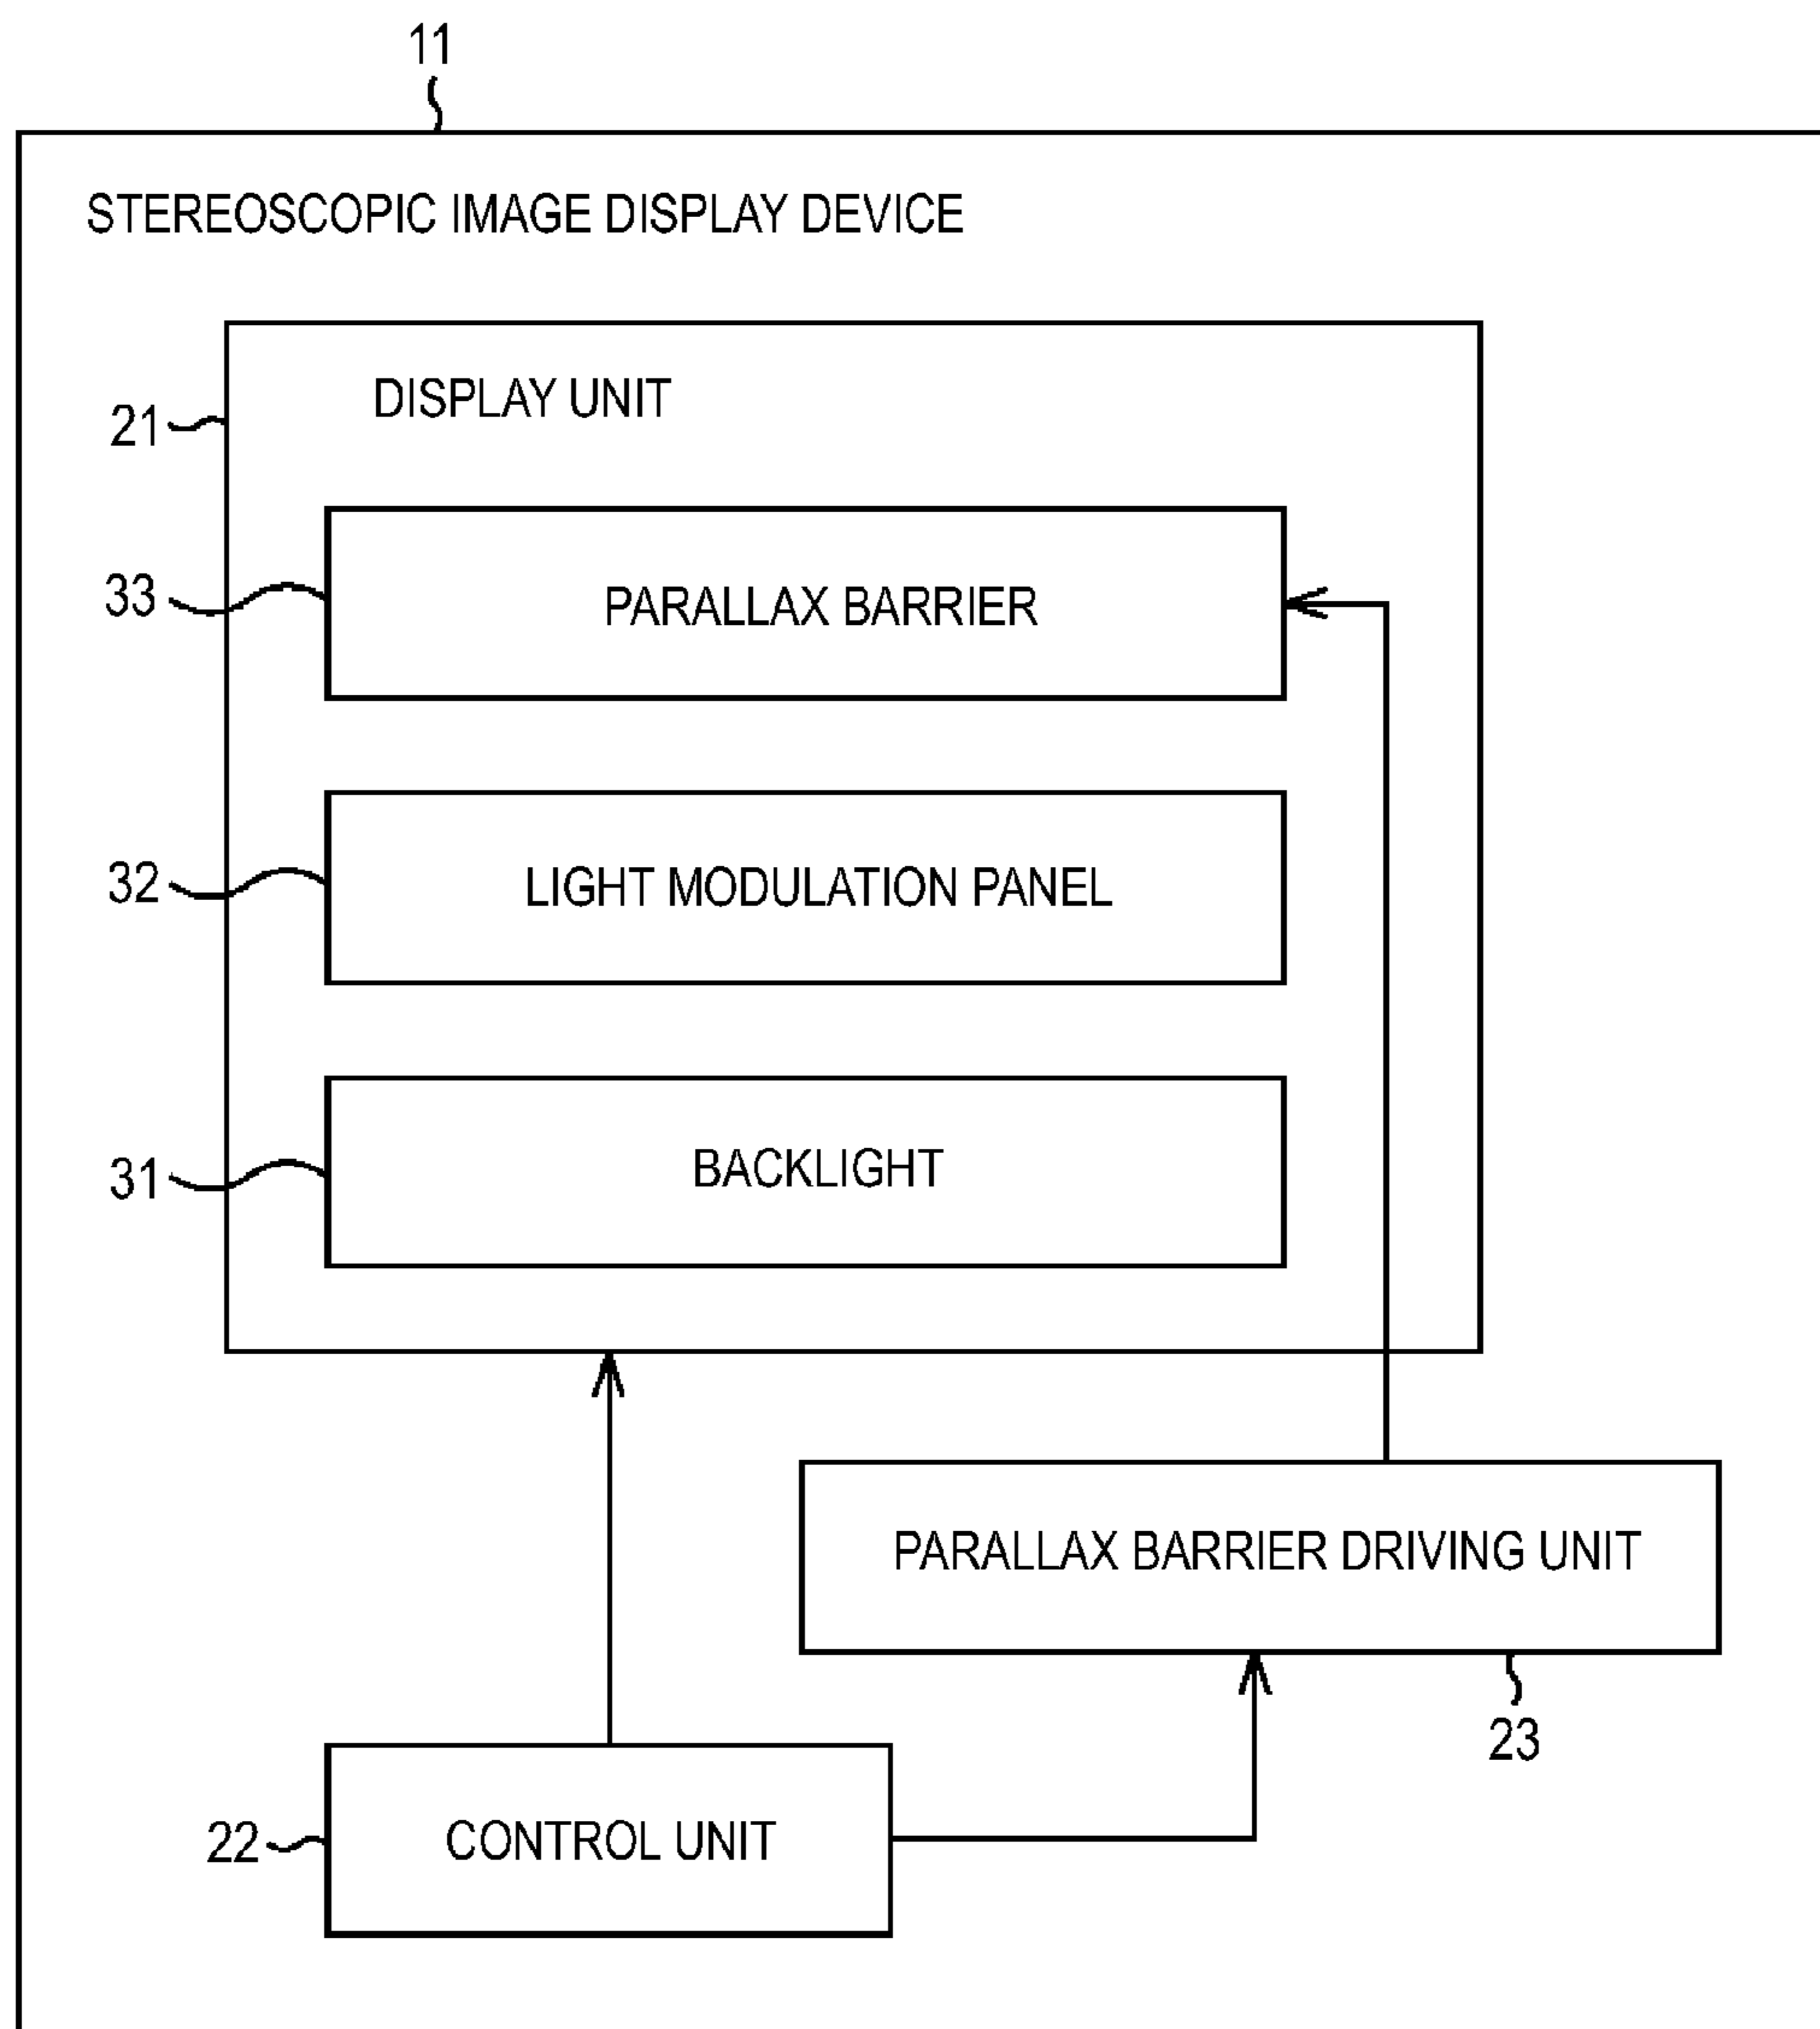 11
STEREOSCOPIC IMAGE DISPLAY DEVICE
DISPLAY UNIT
21
33
PARALLAX BARRIER
32
LIGHT MODULATION PANEL
31
BACKLIGHT
PARALLAX BARRIER DRIVING UNIT
23
22
CONTROL UNIT